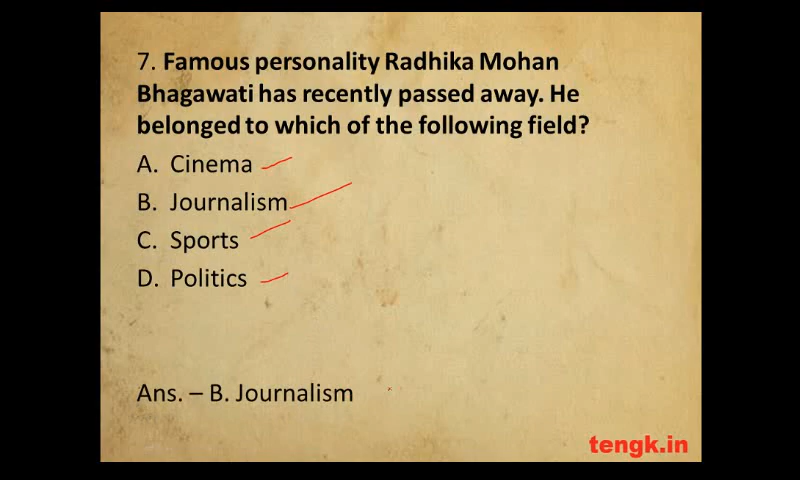 7. Famous personality Radhika Mohan
Bhagawati has recently passed away. He
belonged to which of the following field?
A. Cinema
B. Journalism
C. Sports
D. Politics
Ans. – B. Journalism
tengk.in